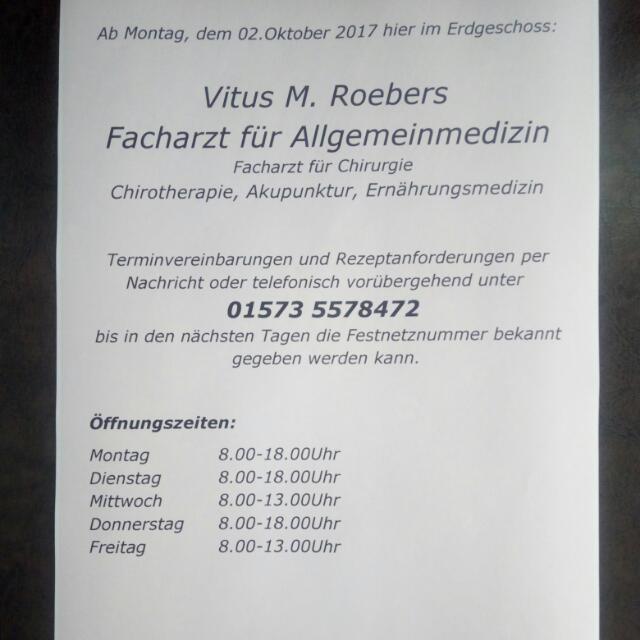 Ab Montag, dem 02.Oktober 2017 hier im Erdgeschoss:
Vitus M. Roebers
Facharzt für Allgemeinmedizin
Facharzt für Chirurgie
Chirotherapie, Akupunktur, Ernährungsmedizin
Terminvereinbarungen und Rezeptanforderungen per
Nachricht oder telefonisch vorübergehend unter
01573 5578472
bis in den nächsten Tagen die Festnetznummer bekannt
gegeben werden kann.
Öffnungszeiten:
Montag 8.00-18.00Uhr
Dienstag 8.00-18.00Uhr
Mittwoch 8.00-13.00Uhr
Donnerstag 8.00-18.00Uhr
Freitag 8.00-13.00Uhr